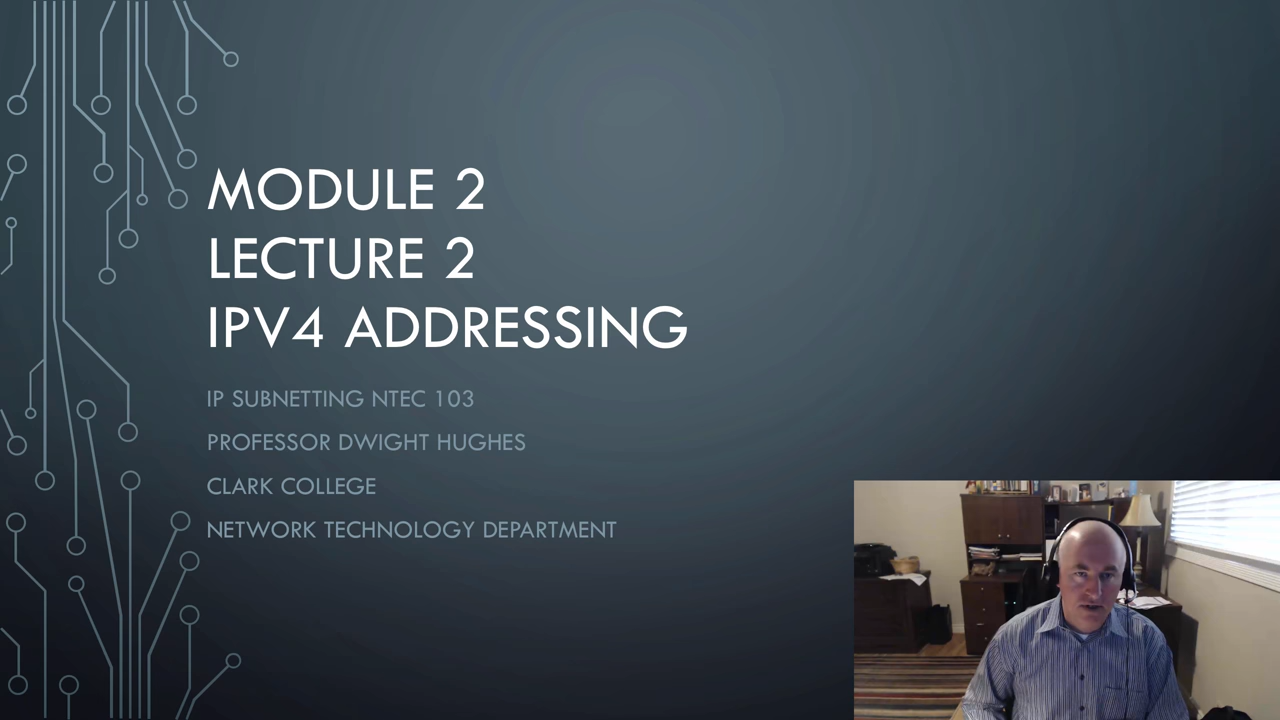 MODULE 2
LECTURE 2
IPV4 ADDRESSING
IP SUBNETTING NTEC 103
PROFESSOR DWIGHT HUGHES
CLARK COLLEGE
NETWORK TECHNOLOGY DEPARTMENT